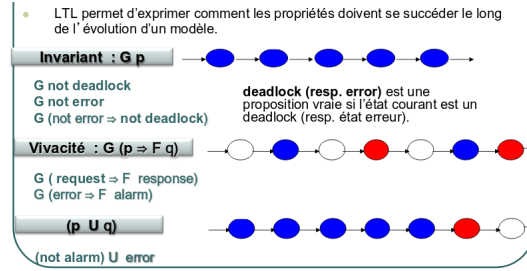 LTL permet d'exprimer comment les propriétés doivent se succéder le long
de l'évolution d'un modèle.
Invariant : G p
G not deadlock
G not error
G (not error ⇒ not deadlock)
deadlock (resp. error) est une
proposition vraie si l'état courant est un
deadlock (resp. état erreur).
Vivacité : G (p ⇒ F q)
G ( request ⇒ F response)
G (error ⇒ F alarm)
(p U q)
(not alarm) U error